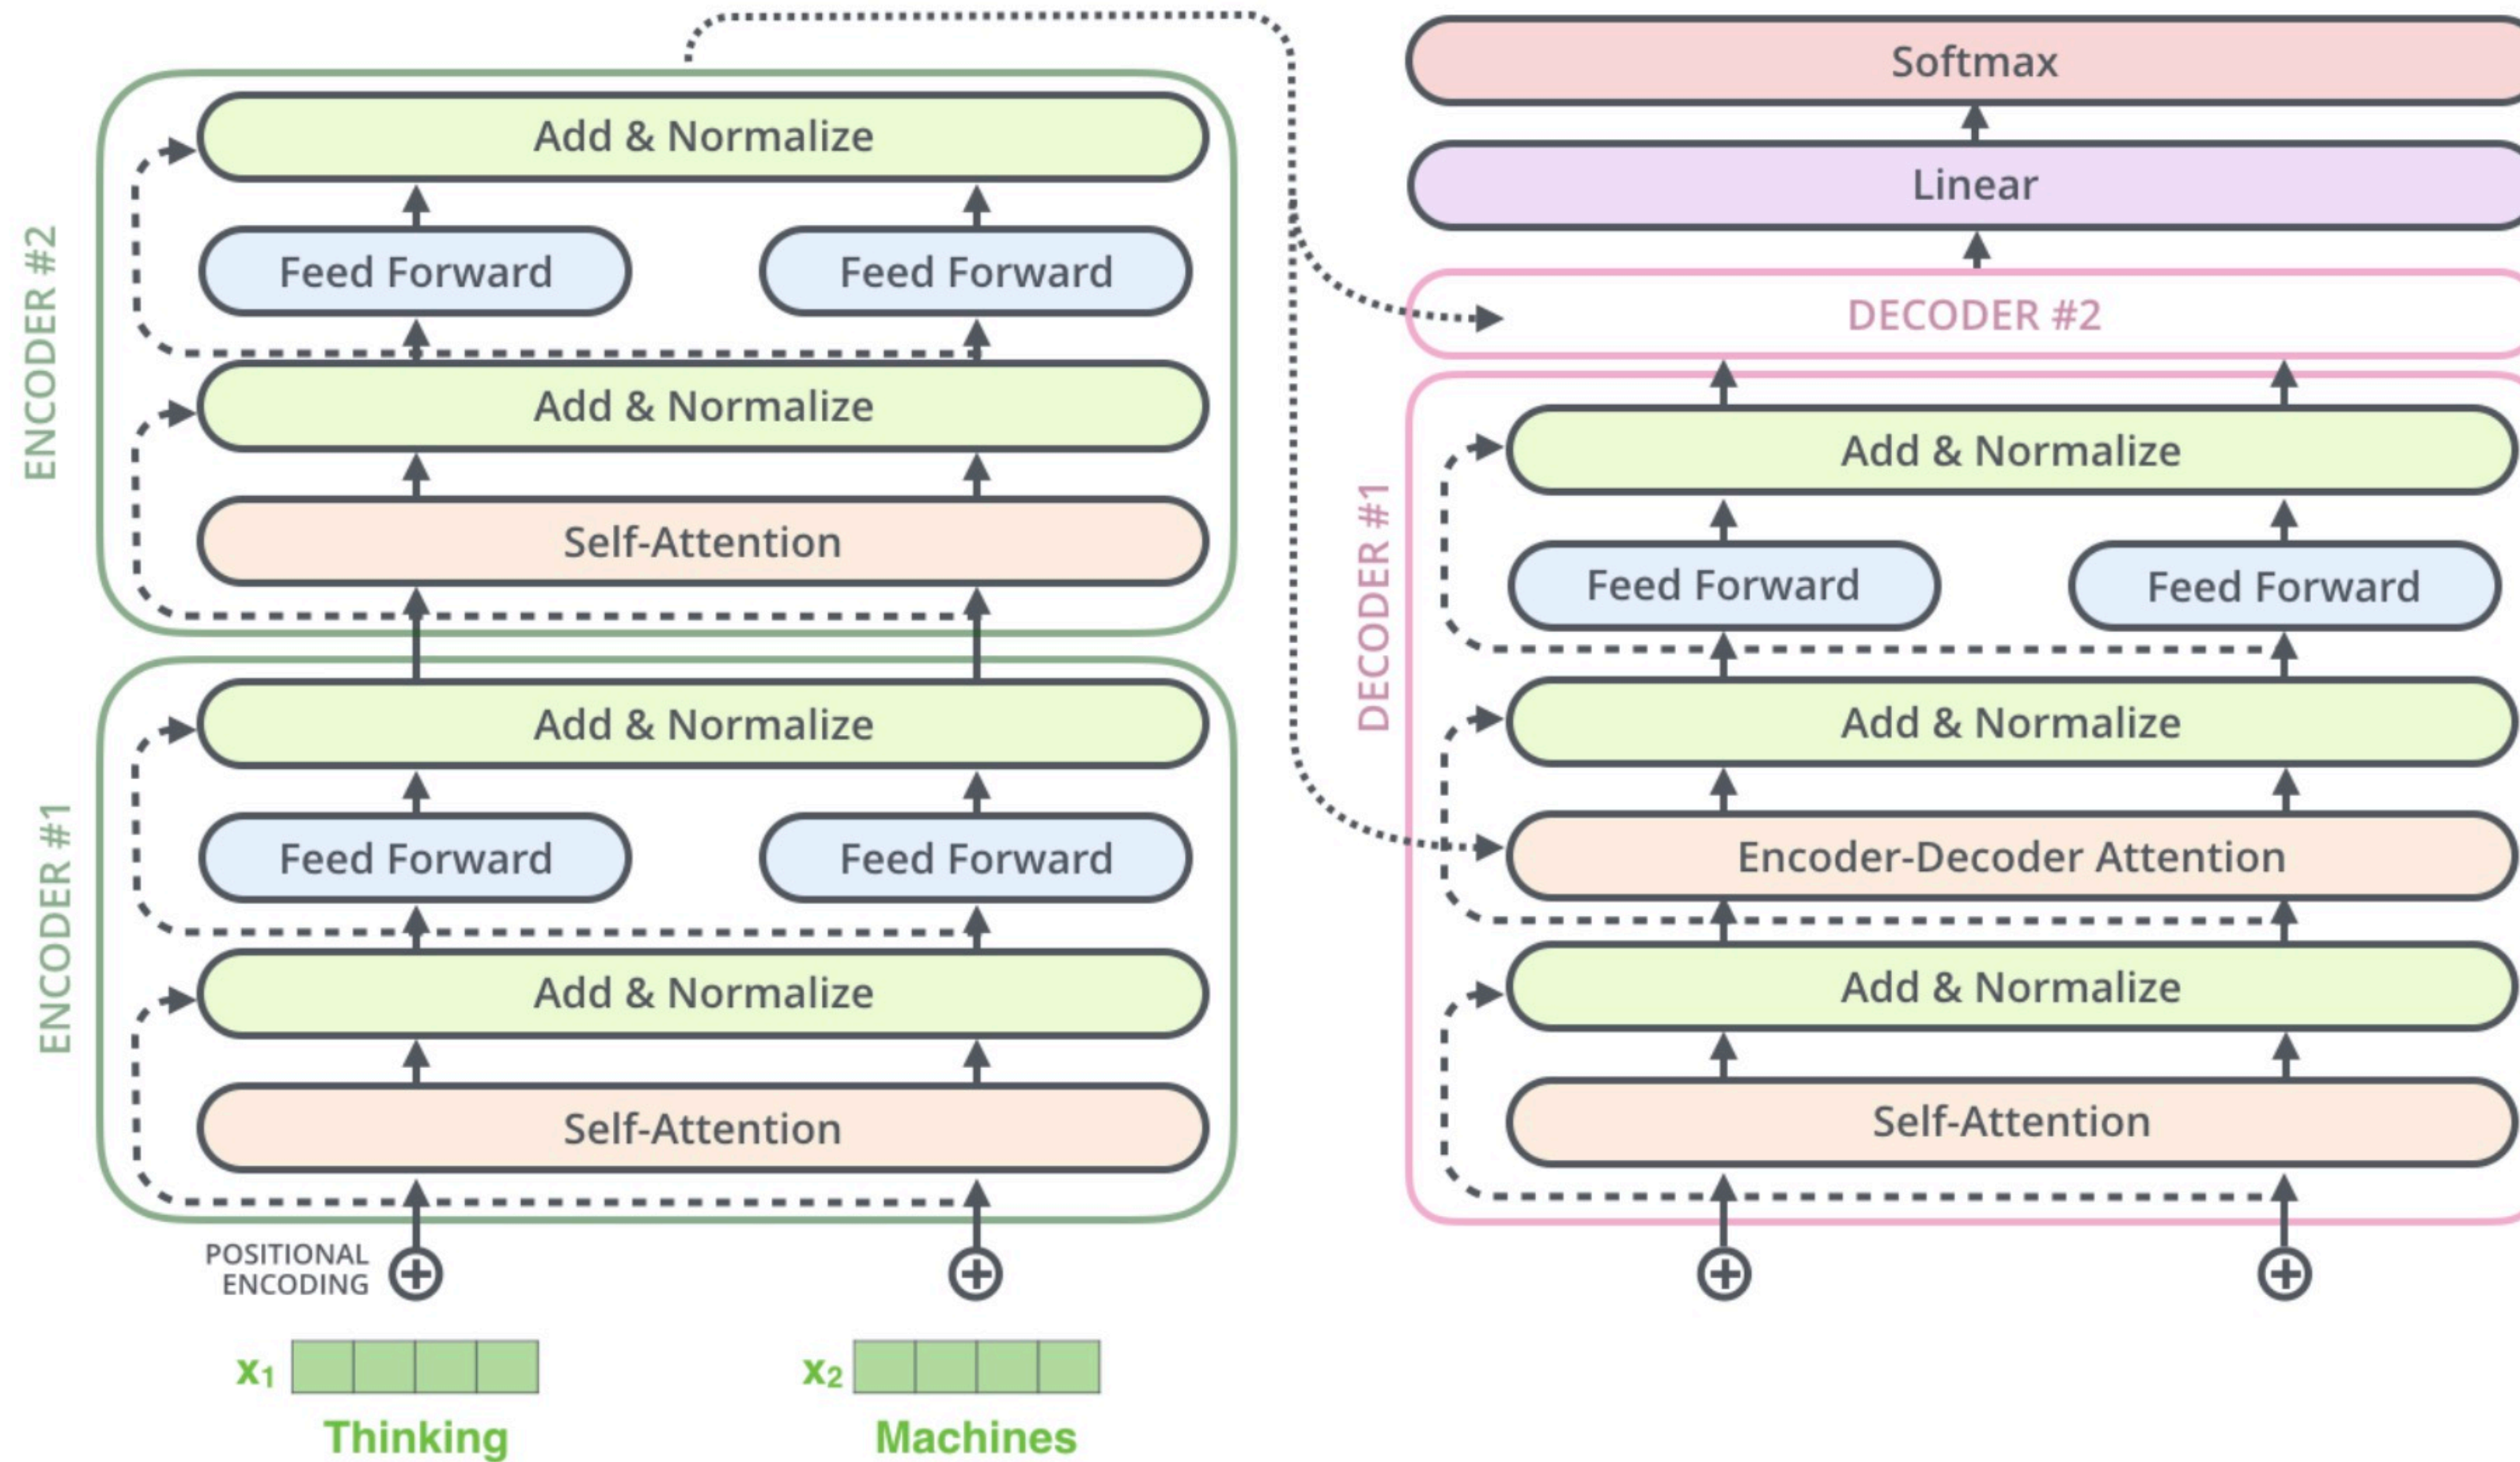 ENCODER #2
Add & Normalize
Feed Forward
Feed Forward
Add & Normalize
Self-Attention
ENCODER #1
Add & Normalize
Feed Forward
Feed Forward
Add & Normalize
Self-Attention
POSITIONAL
ENCODING
x₁
x₂
Thinking
Machines
Softmax
Linear
DECODER #2
DECODER #1
Add & Normalize
Feed Forward
Feed Forward
Add & Normalize
Encoder-Decoder Attention
Add & Normalize
Self-Attention